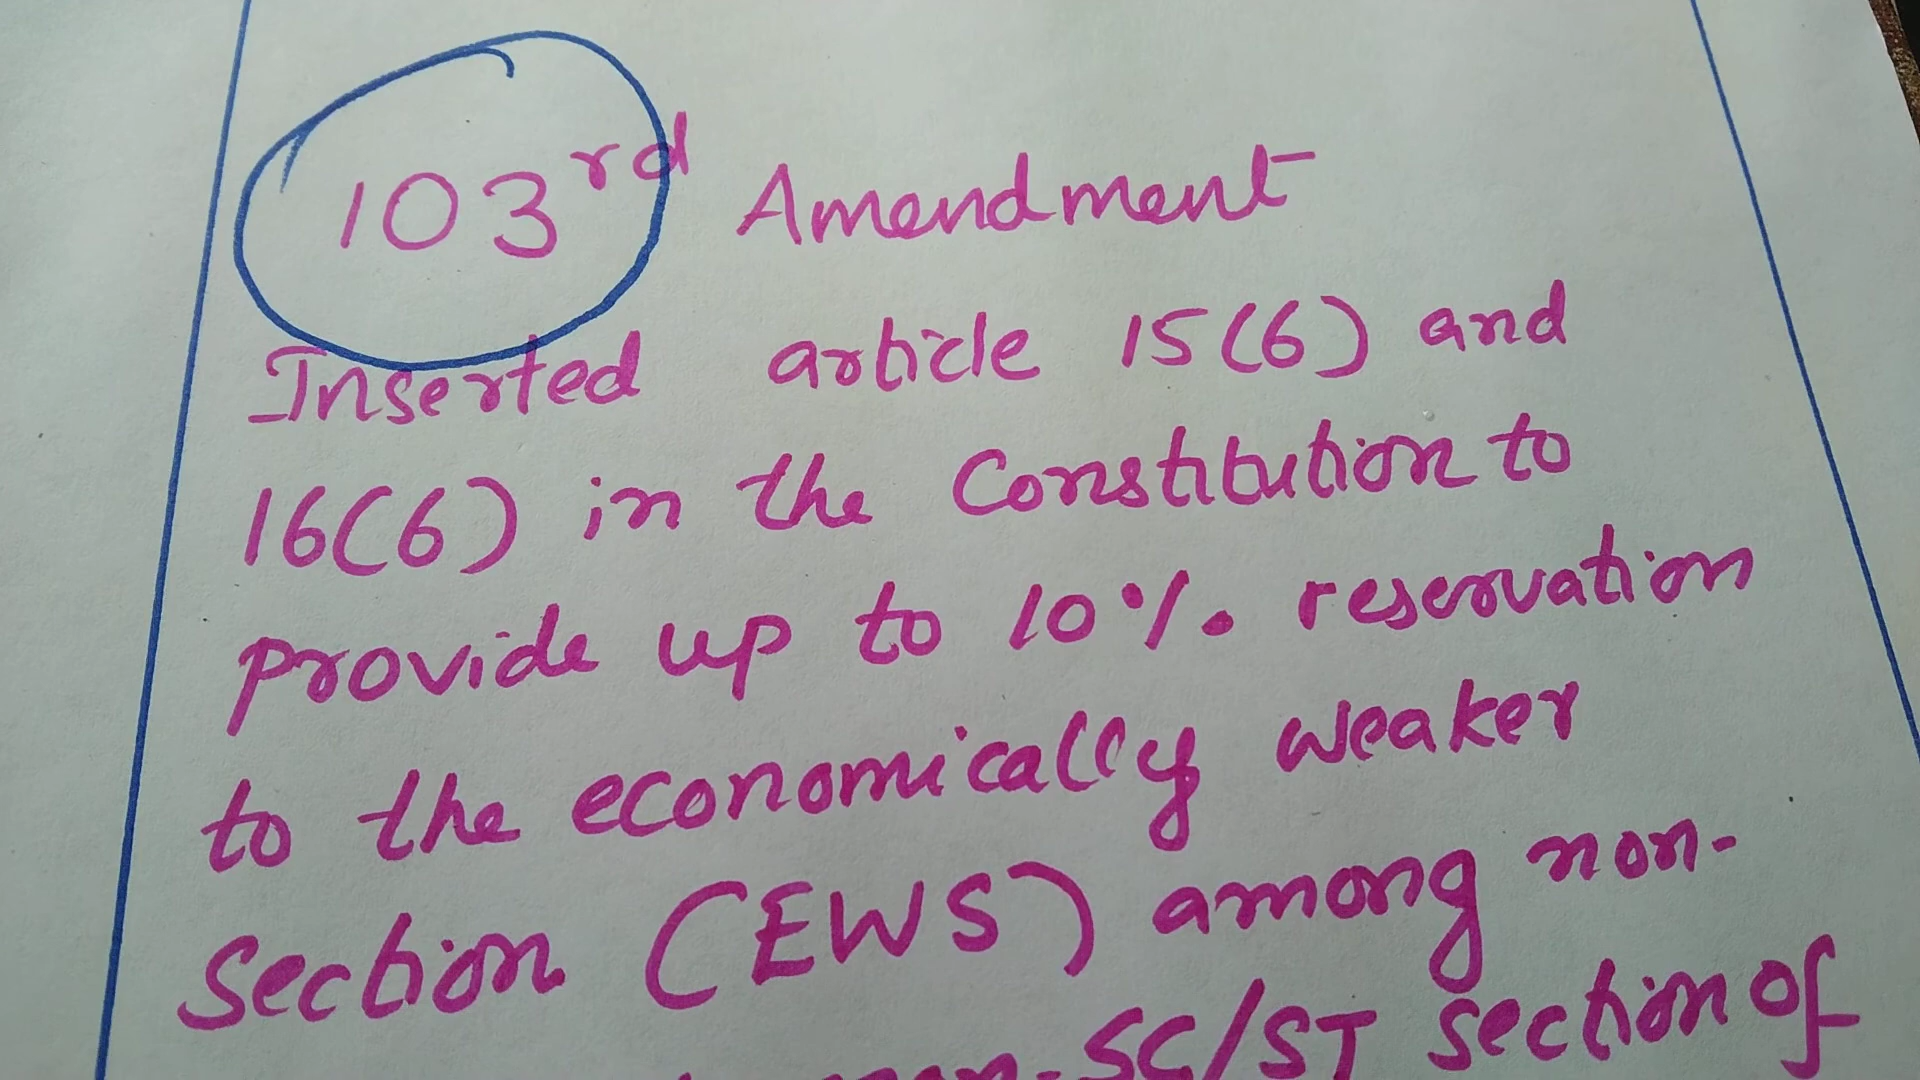 103rd Amendment
Inserted article 15(6) and
16(6) in the Constitution to
provide up to 10%. reservation
to the economically weaker
section (EWS) among non-
SC/ST section of